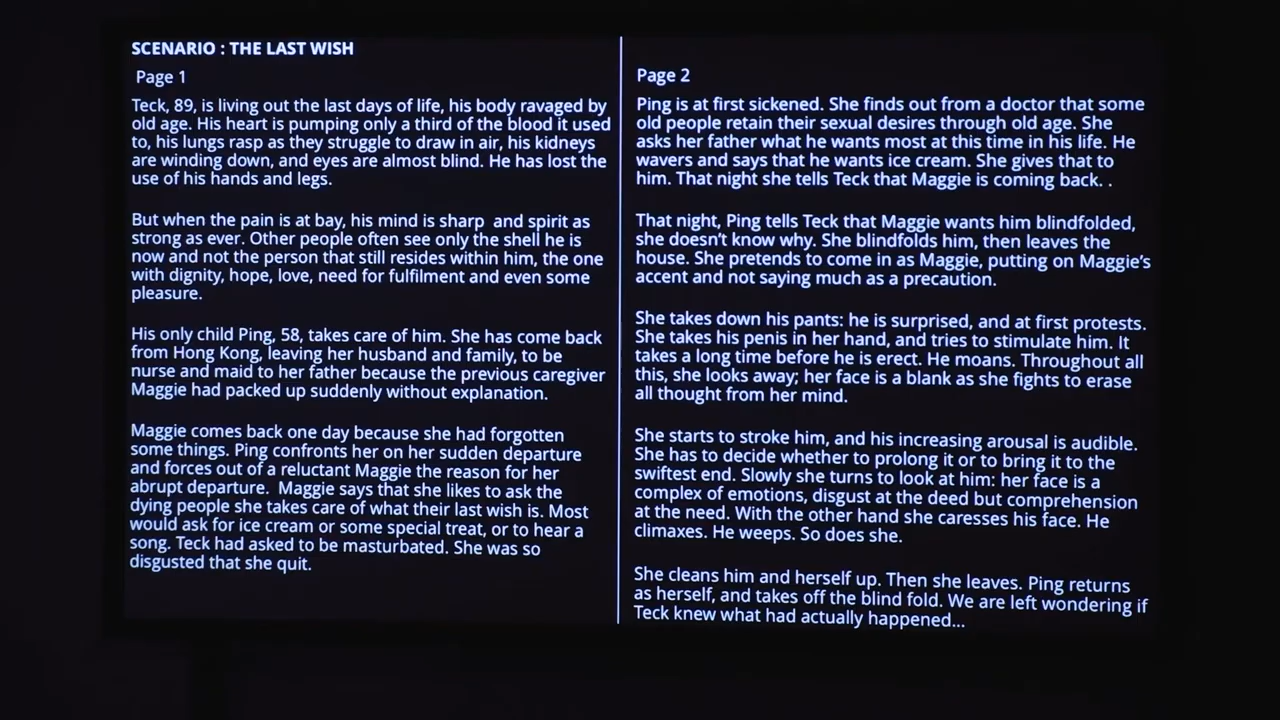 SCENARIO : THE LAST WISH
Page 1
Teck, 89, is living out the last days of life, his body ravaged by
old age. His heart is pumping only a third of the blood it used
to, his lungs rasp as they struggle to draw in air, his kidneys
are winding down, and eyes are almost blind. He has lost the
use of his hands and legs.
But when the pain is at bay, his mind is sharp and spirit as
strong as ever. Other people often see only the shell he is
now and not the person that still resides within him, the one
with dignity, hope, love, need for fulfilment and even some
pleasure.
His only child Ping, 58, takes care of him. She has come back
from Hong Kong, leaving her husband and family, to be
nurse and maid to her father because the previous caregiver
Maggie had packed up suddenly without explanation.
Maggie comes back one day because she had forgotten
some things. Ping confronts her on her sudden departure
and forces out of a reluctant Maggie the reason for her
abrupt departure. Maggie says that she likes to ask the
dying people she takes care of what their last wish is. Most
would ask for ice cream or some special treat, or to hear a
song. Teck had asked to be masturbated. She was so
disgusted that she quit.
Page 2
Ping is at first sickened. She finds out from a doctor that some
old people retain their sexual desires through old age. She
asks her father what he wants most at this time in his life. He
wavers and says that he wants ice cream. She gives that to
him. That night she tells Teck that Maggie is coming back. .
That night, Ping tells Teck that Maggie wants him blindfolded,
she doesn't know why. She blindfolds him, then leaves the
house. She pretends to come in as Maggie, putting on Maggie's
accent and not saying much as a precaution.
She takes down his pants: he is surprised, and at first protests.
She takes his penis in her hand, and tries to stimulate him. It
takes a long time before he is erect. He moans. Throughout all
this, she looks away; her face is a blank as she fights to erase
all thought from her mind.
She starts to stroke him, and his increasing arousal is audible.
She has to decide whether to prolong it or to bring it to the
swiftest end. Slowly she turns to look at him: her face is a
complex of emotions, disgust at the deed but comprehension
at the need. With the other hand she caresses his face. He
climaxes. He weeps. So does she.
She cleans him and herself up. Then she leaves. Ping returns
as herself, and takes off the blind fold. We are left wondering if
Teck knew what had actually happened...